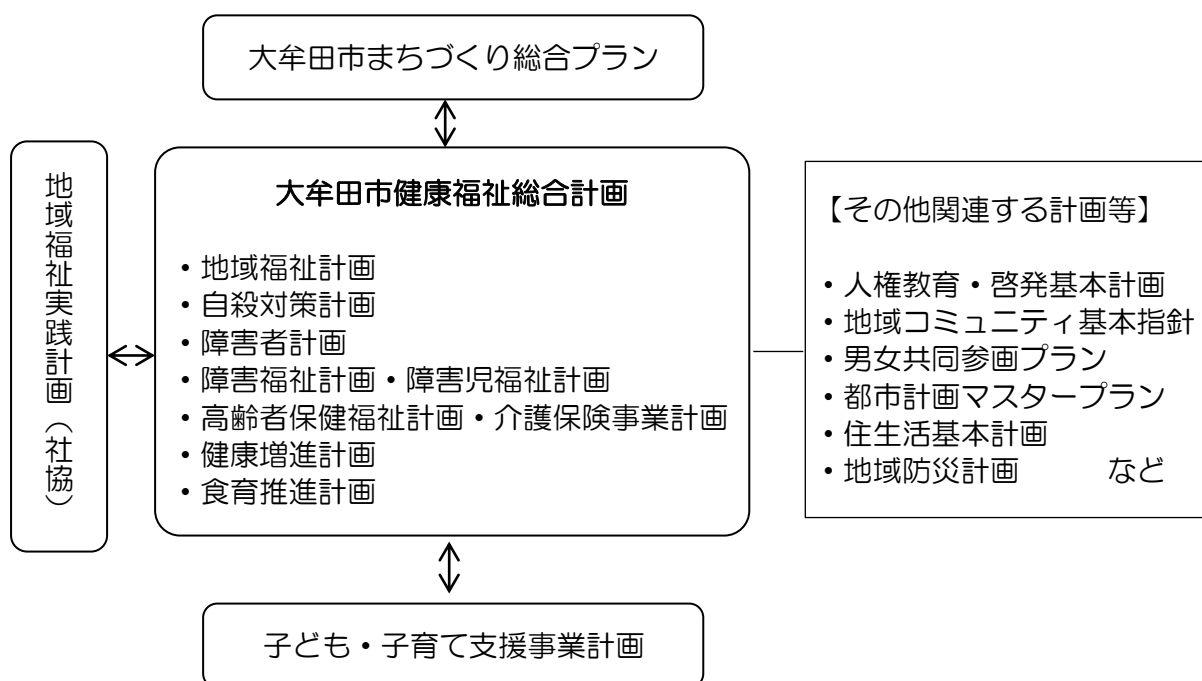 大牟田市まちづくり総合プラン
地域福祉実践計画（社協）
大牟田市健康福祉総合計画
・地域福祉計画
・自殺対策計画
・障害者計画
・障害福祉計画・障害児福祉計画
・高齢者保健福祉計画・介護保険事業計画
・健康増進計画
・食育推進計画
【その他関連する計画等】
・人権教育・啓発基本計画
・地域コミュニティ基本指針
・男女共同参画プラン
・都市計画マスタープラン
・住生活基本計画
・地域防災計画　　　など
子ども・子育て支援事業計画